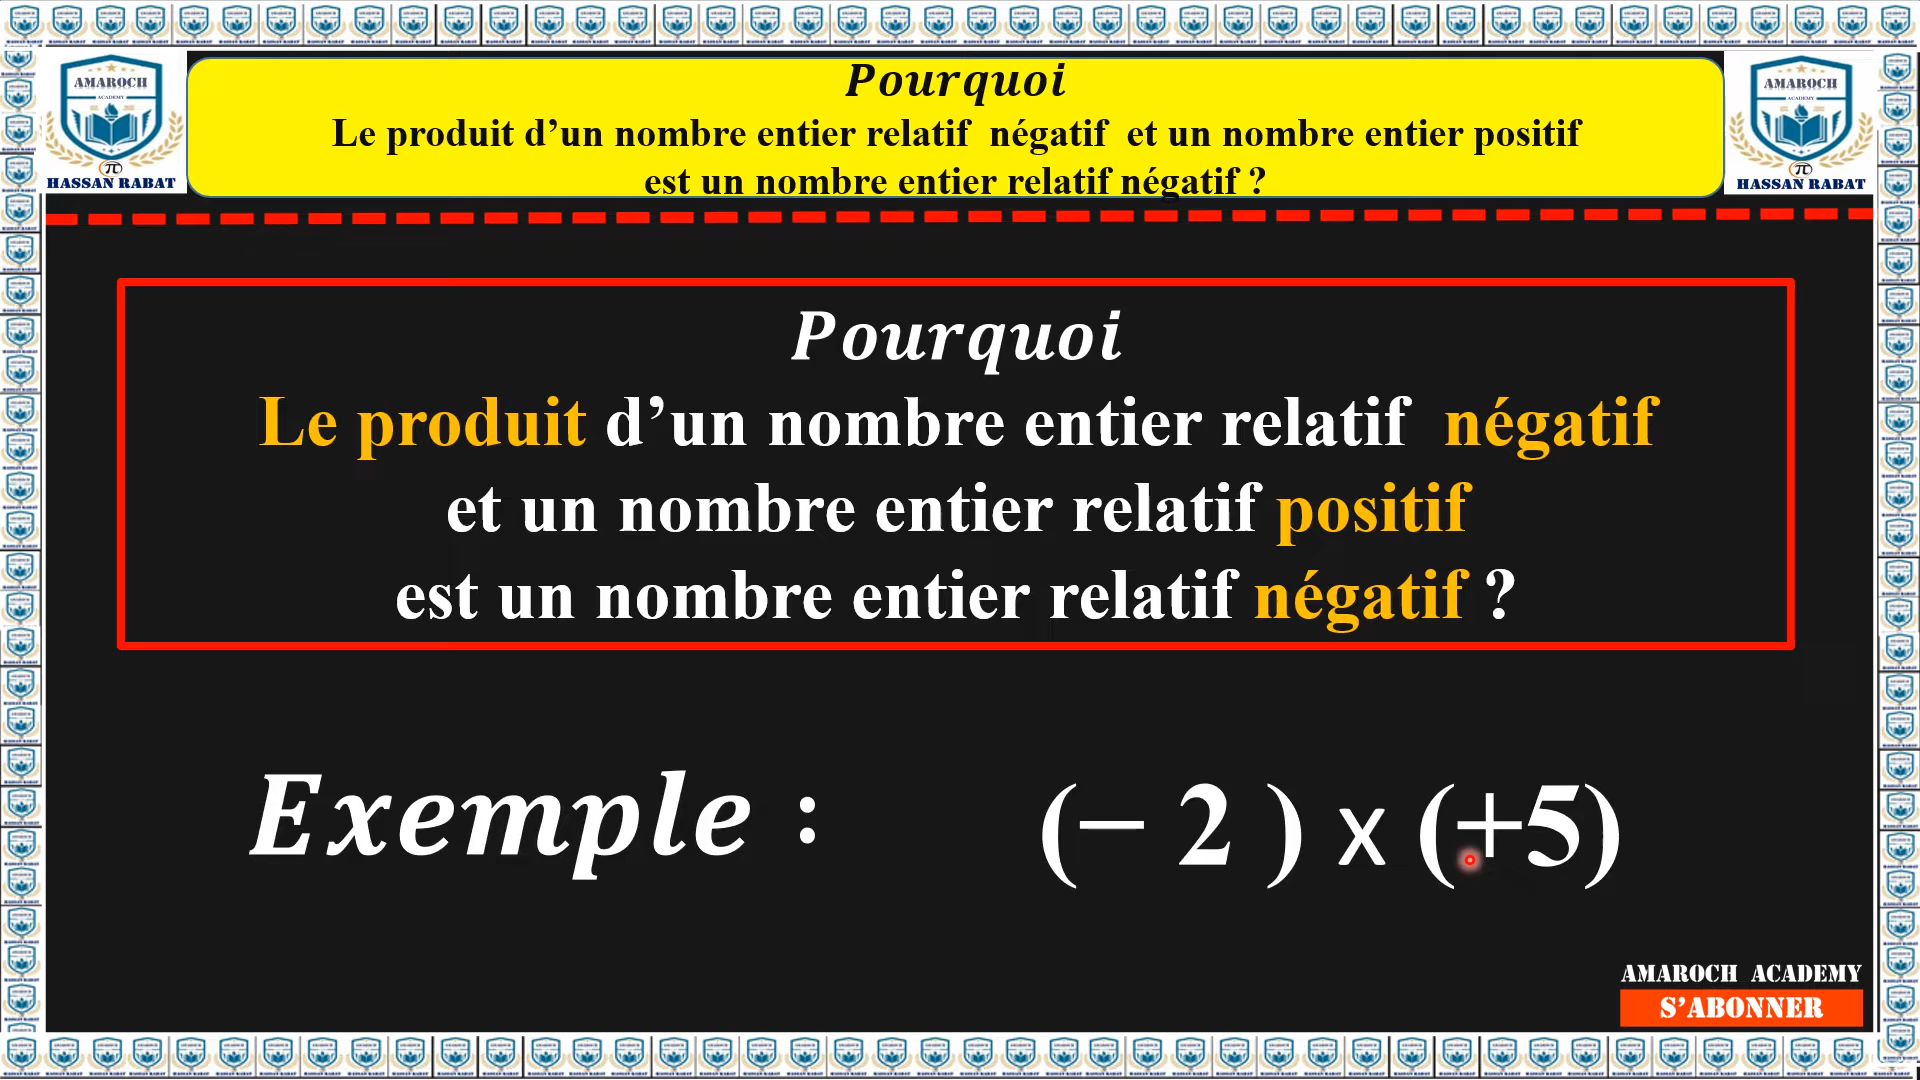 AMAROCH
ACADEMY
π
HASSAN RABAT
Pourquoi
Le produit d’un nombre entier relatif négatif et un nombre entier positif
est un nombre entier relatif négatif ?
AMAROCH
ACADEMY
π
HASSAN RABAT
Pourquoi
Le produit d’un nombre entier relatif négatif
et un nombre entier relatif positif
est un nombre entier relatif négatif ?
Exemple : (− 2 ) x (+5)
AMAROCH ACADEMY
S’ABONNER